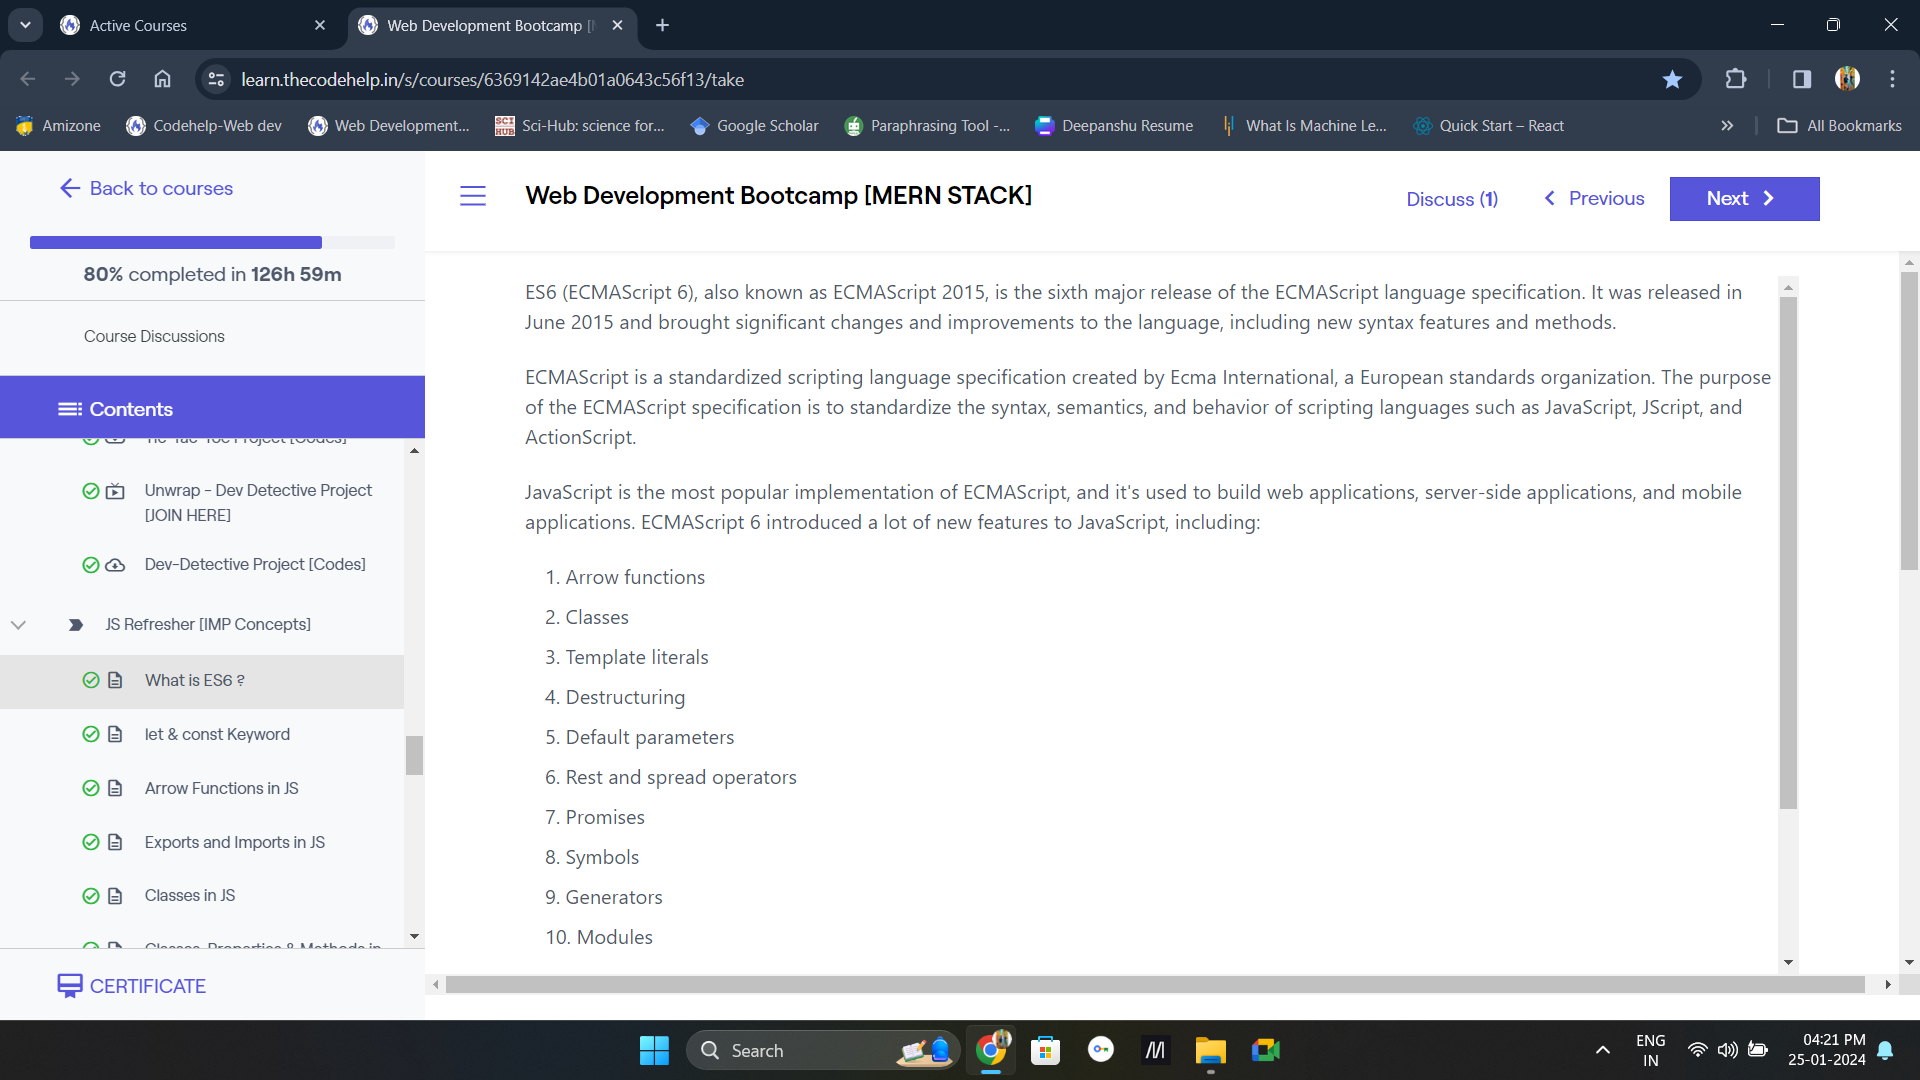 Active Courses
Web Development Bootcamp [
learn.thecodehelp.in/s/courses/6369142ae4b01a0643c56f13/take
Amizone
Codehelp-Web dev
Web Development...
SCI HUB
Sci-Hub: science for...
Google Scholar
Paraphrasing Tool -...
Deepanshu Resume
What Is Machine Le...
Quick Start – React
All Bookmarks
Back to courses
80% completed in 126h 59m
Course Discussions
Contents
Tic-Tac-Toe Project [Codes]
Unwrap - Dev Detective Project
[JOIN HERE]
Dev-Detective Project [Codes]
JS Refresher [IMP Concepts]
What is ES6 ?
let & const Keyword
Arrow Functions in JS
Exports and Imports in JS
Classes in JS
Classes, Properties & Methods in
CERTIFICATE
Web Development Bootcamp [MERN STACK]
Discuss (1)
Previous
Next
ES6 (ECMAScript 6), also known as ECMAScript 2015, is the sixth major release of the ECMAScript language specification. It was released in
June 2015 and brought significant changes and improvements to the language, including new syntax features and methods.
ECMAScript is a standardized scripting language specification created by Ecma International, a European standards organization. The purpose
of the ECMAScript specification is to standardize the syntax, semantics, and behavior of scripting languages such as JavaScript, JScript, and
ActionScript.
JavaScript is the most popular implementation of ECMAScript, and it's used to build web applications, server-side applications, and mobile
applications. ECMAScript 6 introduced a lot of new features to JavaScript, including:
1. Arrow functions
2. Classes
3. Template literals
4. Destructuring
5. Default parameters
6. Rest and spread operators
7. Promises
8. Symbols
9. Generators
10. Modules
Search
ENG
IN
04:21 PM
25-01-2024